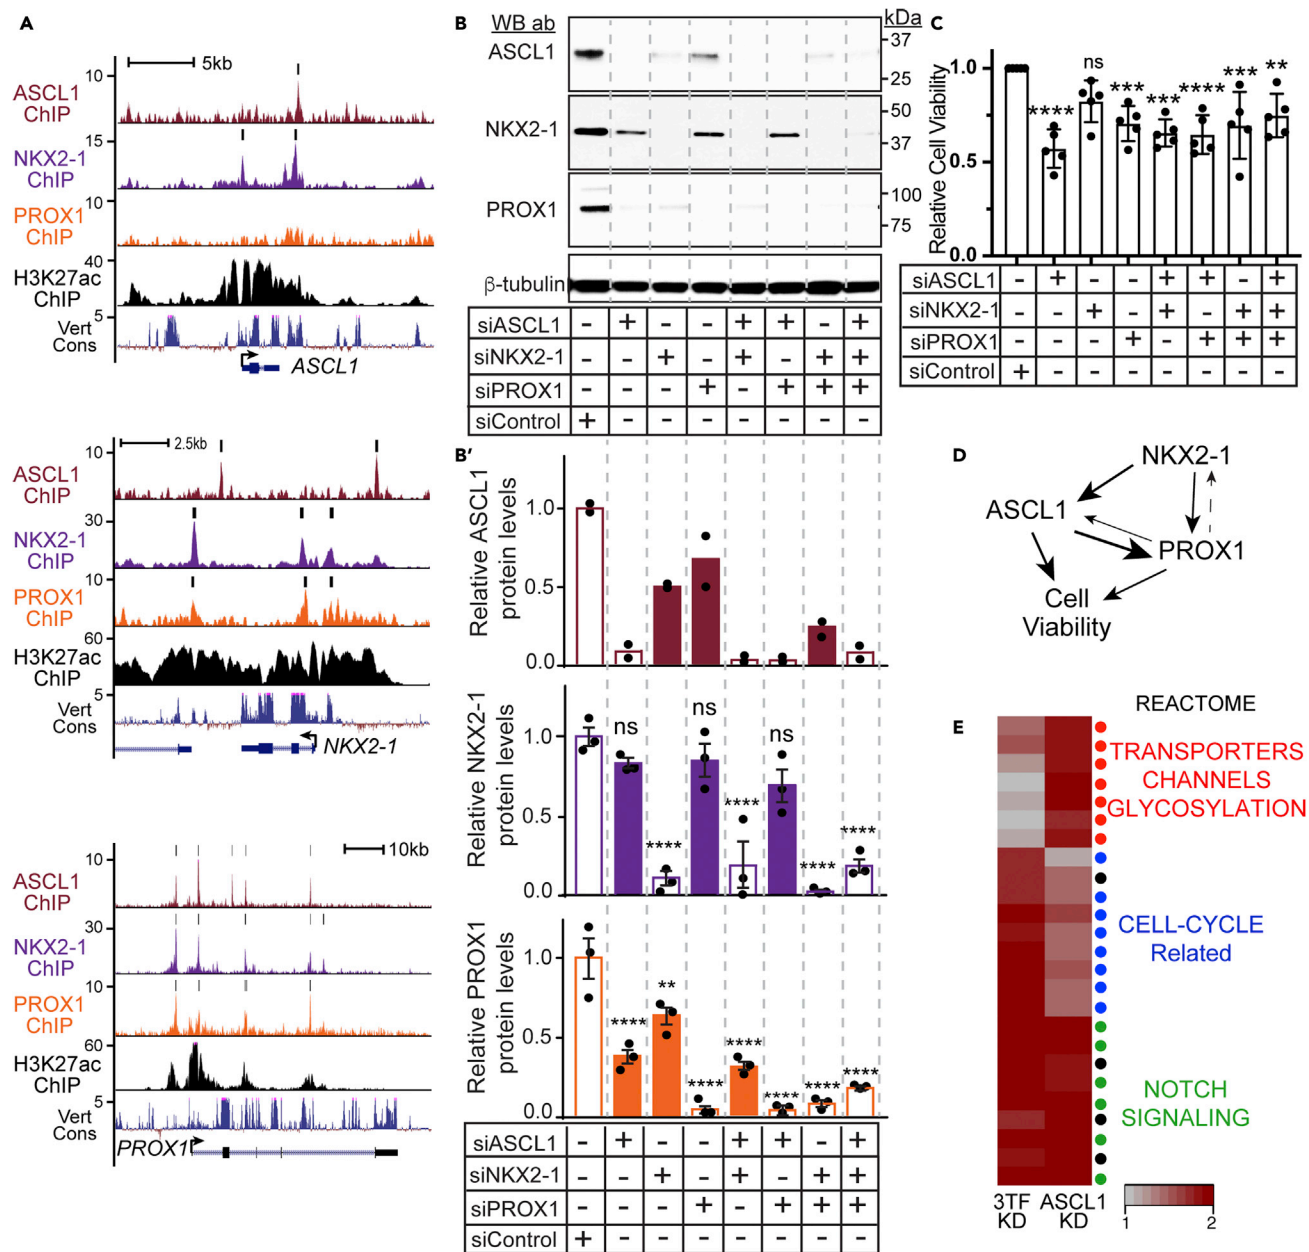 A
5kb
10
ASCL1
ChIP
15
NKX2-1
ChIP
10
PROX1
ChIP
40
H3K27ac
ChIP
5
Vert
Cons
ASCL1
2.5kb
10
ASCL1
ChIP
30
NKX2-1
ChIP
10
PROX1
ChIP
60
H3K27ac
ChIP
5
Vert
Cons
NKX2-1
10kb
10
ASCL1
ChIP
30
NKX2-1
ChIP
10
PROX1
ChIP
60
H3K27ac
ChIP
5
Vert
Cons
PROX1
B
WB ab
kDa
ASCL1
37
25
NKX2-1
50
37
PROX1
100
75
β-tubulin
siASCL1 - + - - + + - +
siNKX2-1 - - + - + - + +
siPROX1 - - - + - + + +
siControl + - - - - - - -
B′
Relative ASCL1
protein levels
1.0
0.5
0.0
Relative NKX2-1
protein levels
1.0
0.5
0.0
ns
****
ns
****
ns
****
****
Relative PROX1
protein levels
1.0
0.5
0.0
****
**
****
****
****
****
****
siASCL1 - + - - + + - +
siNKX2-1 - - + - + - + +
siPROX1 - - - + - + + +
siControl + - - - - - - -
C
Relative Cell Viability
1.0
0.5
0.0
****
ns
***
***
****
***
**
siASCL1 - + - - + + - +
siNKX2-1 - - + - + - + +
siPROX1 - - - + - + + +
siControl + - - - - - - -
D
NKX2-1
ASCL1
PROX1
Cell
Viability
E
REACTOME
TRANSPORTERS
CHANNELS
GLYCOSYLATION
CELL-CYCLE
Related
NOTCH
SIGNALING
3TF
KD
ASCL1
KD
1
2